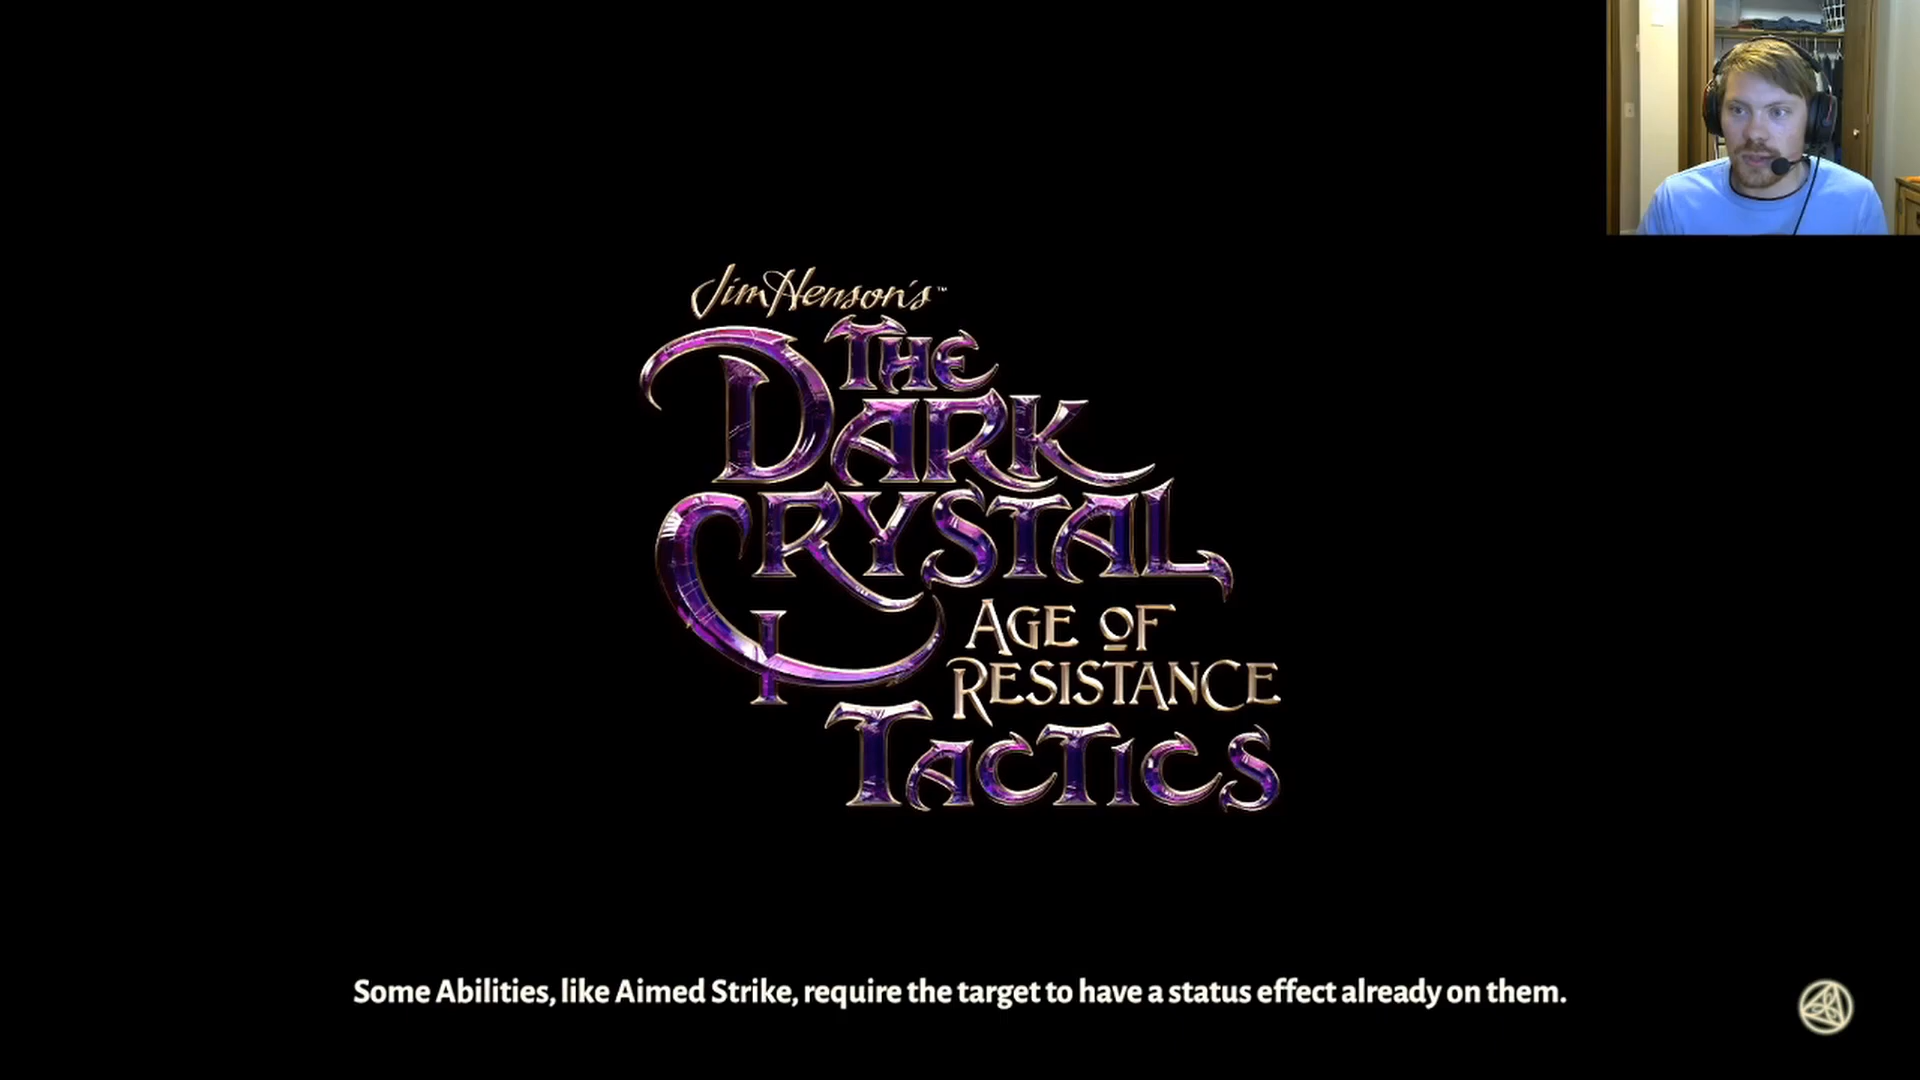 Jim Henson's™
THE
DARK
CRYSTAL
AGE OF
RESISTANCE
TACTICS
Some Abilities, like Aimed Strike, require the target to have a status effect already on them.